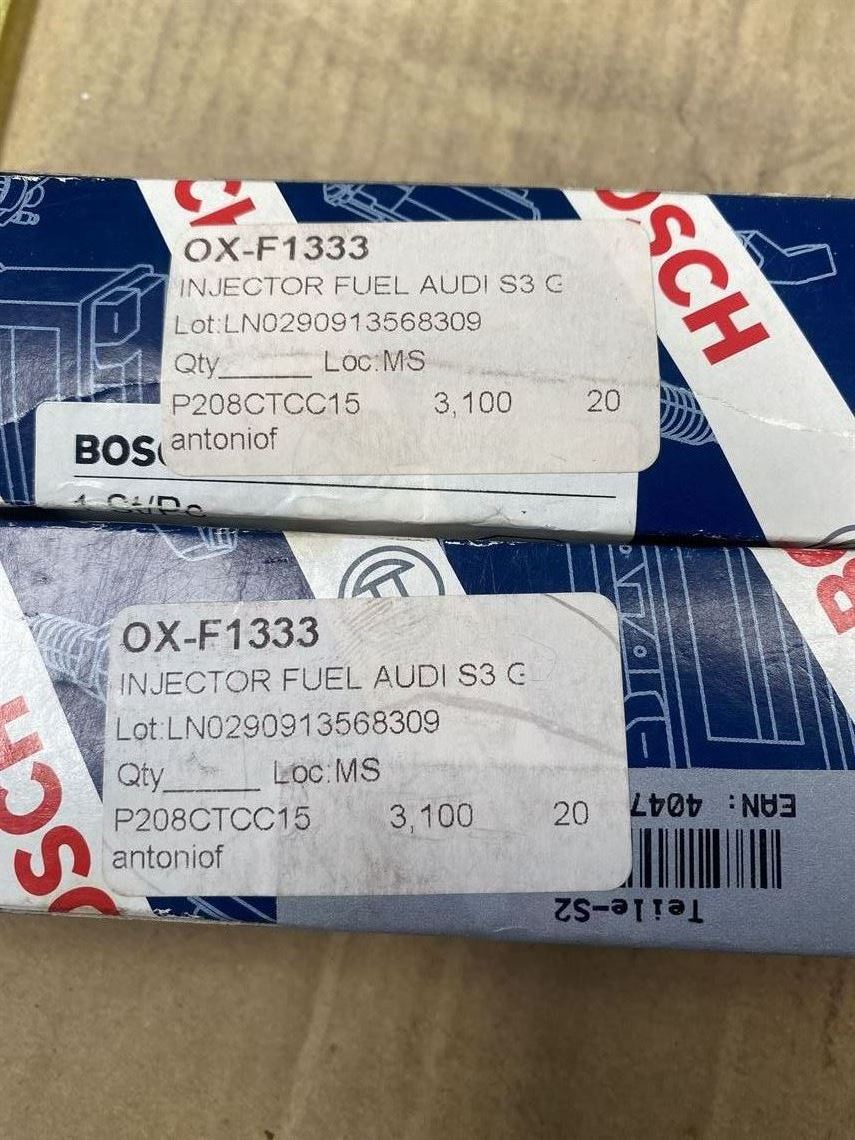 BOSCH
OX-F1333
INJECTOR FUEL AUDI S3 G
Lot:LN0290913568309
Qty______ Loc:MS
P208CTCC15 3,100 20
antoniof
BOSC
OX-F1333
INJECTOR FUEL AUDI S3 G
Lot:LN0290913568309
Qty______ Loc:MS
P208CTCC15 3,100 20
antoniof
EAN: 4047
Teile-S2